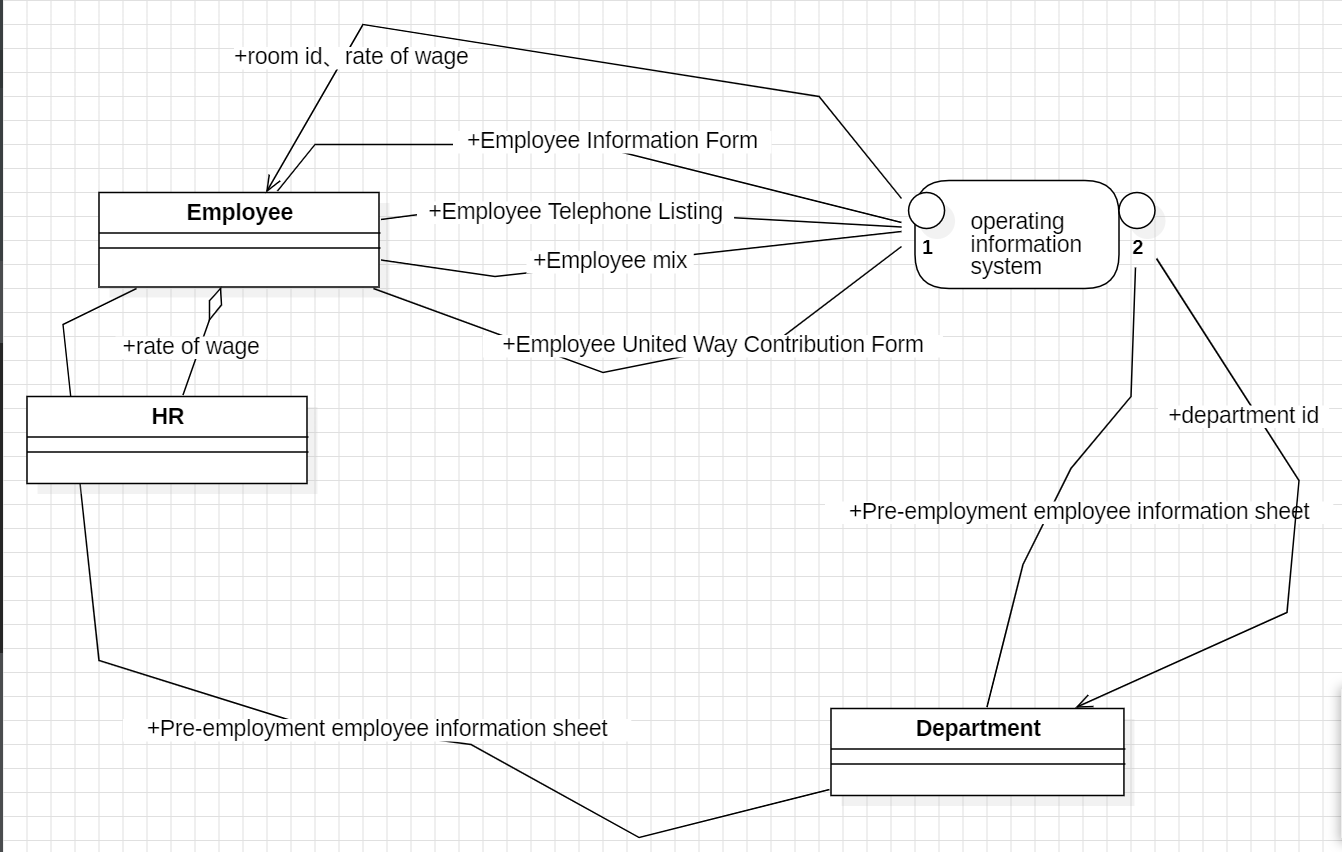 +room id、 rate of wage
+Employee Information Form
Employee
+Employee Telephone Listing
operating
information
system
1
2
+Employee mix
+Employee United Way Contribution Form
+rate of wage
HR
+department id
+Pre-employment employee information sheet
+Pre-employment employee information sheet
Department